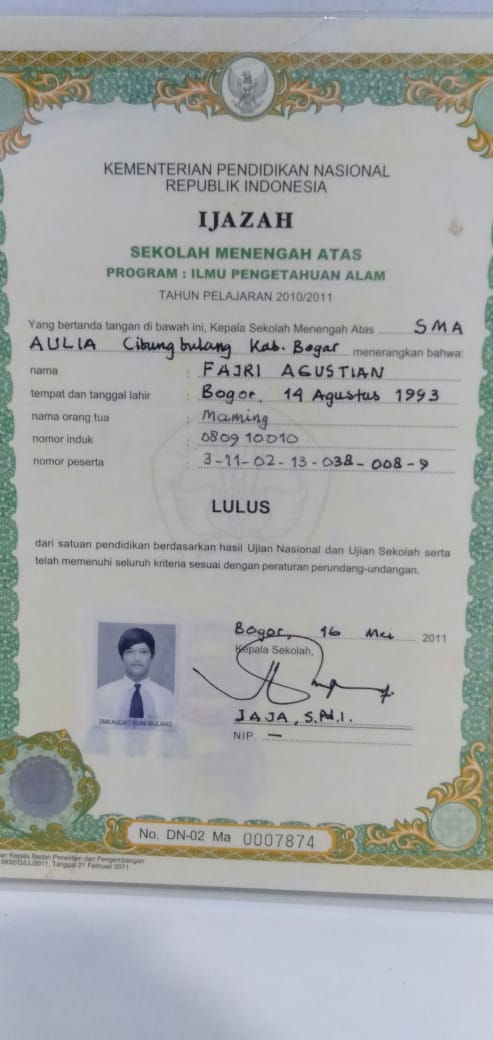 KEMENTERIAN PENDIDIKAN NASIONAL
REPUBLIK INDONESIA
IJAZAH
SEKOLAH MENENGAH ATAS
PROGRAM : ILMU PENGETAHUAN ALAM
TAHUN PELAJARAN 2010/2011
Yang bertanda tangan di bawah ini, Kepala Sekolah Menengah Atas SMA
AULIA Cibungbulang Kab. Bogor menerangkan bahwa:
nama : FAJRI AGUSTIAN
tempat dan tanggal lahir : Bogor, 14 Agustus 1993
nama orang tua : Maming
nomor induk : 080910010
nomor peserta : 3-11-02-13-038-008-9
LULUS
dari satuan pendidikan berdasarkan hasil Ujian Nasional dan Ujian Sekolah serta
telah memenuhi seluruh kriteria sesuai dengan peraturan perundang-undangan.
Bogor, 16 Mei 2011
Kepala Sekolah,
JAJA, S.Pd.I.
NIP. —
SMA AULIA CIBUNGBULANG
No. DN-02 Ma 0007874
Kepala Badan Penelitian dan Pengembangan
0932/G/LL/2011, Tanggal 21 Februari 2011